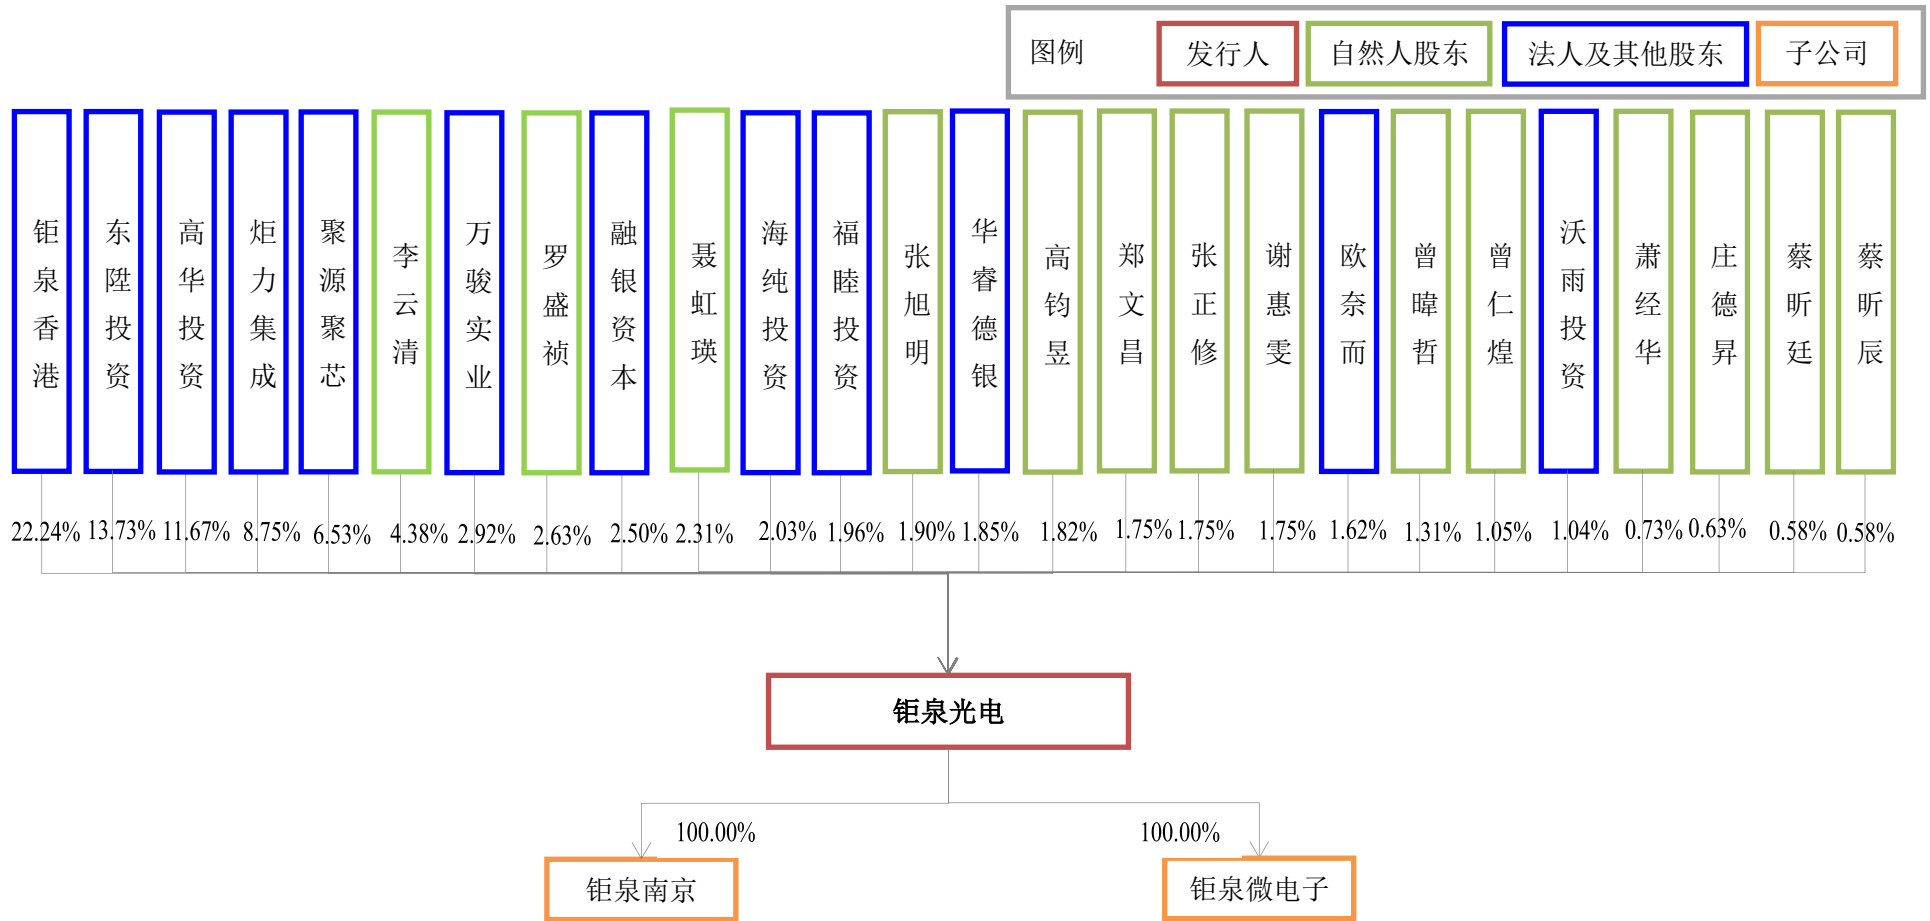 图例
发行人
自然人股东
法人及其他股东
子公司
钜泉香港
东陞投资
高华投资
炬力集成
聚源聚芯
李云清
万骏实业
罗盛祯
融银资本
聂虹瑛
海纯投资
福睦投资
张旭明
华睿德银
高钧昱
郑文昌
张正修
谢惠雯
欧奈而
曾暐哲
曾仁煌
沃雨投资
萧经华
庄德昇
蔡昕廷
蔡昕辰
22.24%
13.73%
11.67%
8.75%
6.53%
4.38%
2.92%
2.63%
2.50%
2.31%
2.03%
1.96%
1.90%
1.85%
1.82%
1.75%
1.75%
1.75%
1.62%
1.31%
1.05%
1.04%
0.73%
0.63%
0.58%
0.58%
钜泉光电
100.00%
100.00%
钜泉南京
钜泉微电子